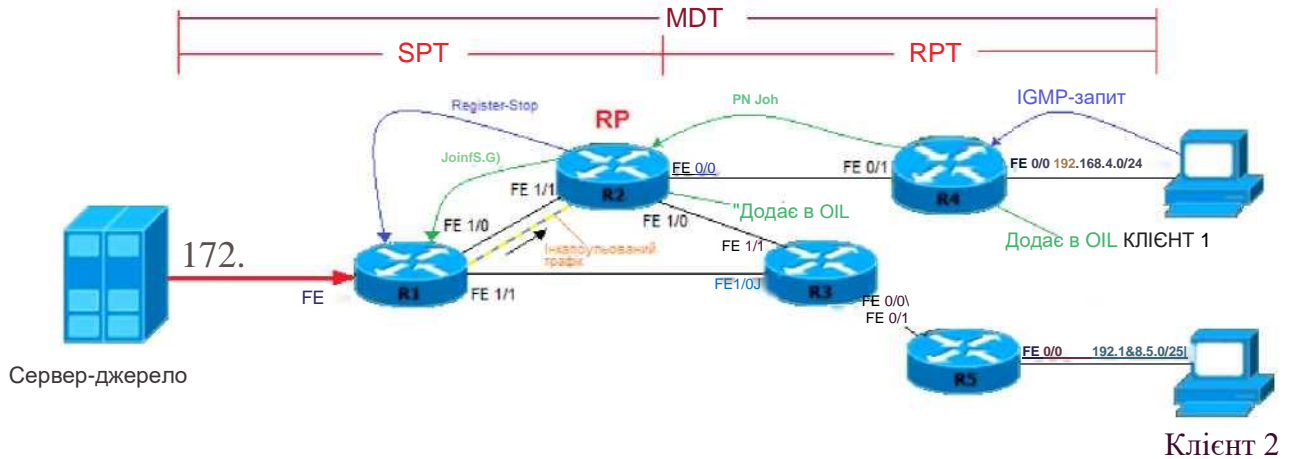 MDT
SPT
RPT
Register-Stop
RP
PN Joh
IGMP-запит
JoinfS.G)
FE 1/1
R2
FE 0/0
FE 0/1
R4
FE 0/0 192.168.4.0/24
FE 1/0
"Додає в OIL
FE 1/0
Додає в OIL КЛІЄНТ 1
172.
Інкапсульований
трафік
FE 1/1
FE
R1
FE 1/1
FE1/0J
R3
FE 0/0\
FE 0/1
R5
FE 0/0 192.1&8.5.0/25|
Сервер-джерело
Клієнт 2